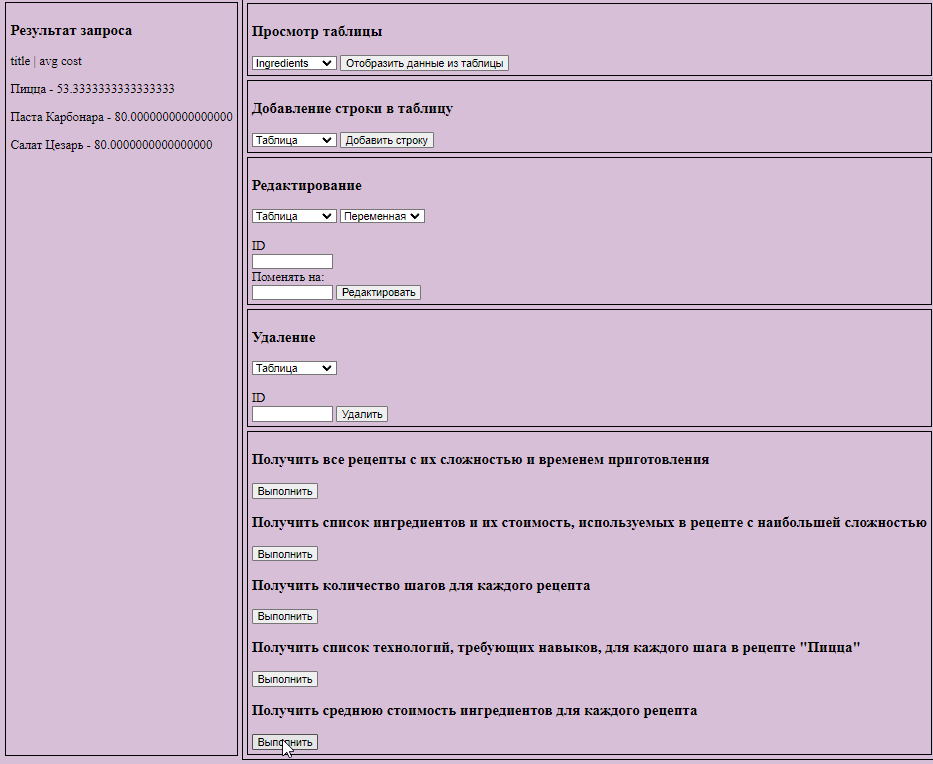 Результат запроса
title | avg cost
Пицца - 53.3333333333333333
Паста Карбонара - 80.0000000000000000
Салат Цезарь - 80.0000000000000000
Просмотр таблицы
Ingredients Отобразить данные из таблицы
Добавление строки в таблицу
Таблица Добавить строку
Редактирование
Таблица Переменная
ID
Поменять на:
Редактировать
Удаление
Таблица
ID
Удалить
Получить все рецепты с их сложностью и временем приготовления
Выполнить
Получить список ингредиентов и их стоимость, используемых в рецепте с наибольшей сложностью
Выполнить
Получить количество шагов для каждого рецепта
Выполнить
Получить список технологий, требующих навыков, для каждого шага в рецепте "Пицца"
Выполнить
Получить среднюю стоимость ингредиентов для каждого рецепта
Выполнить